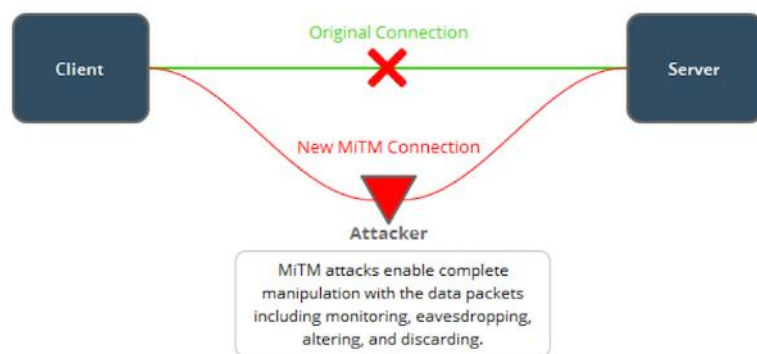 Original Connection
Client
Server
New MiTM Connection
Attacker
MiTM attacks enable complete
manipulation with the data packets
including monitoring, eavesdropping,
altering, and discarding.